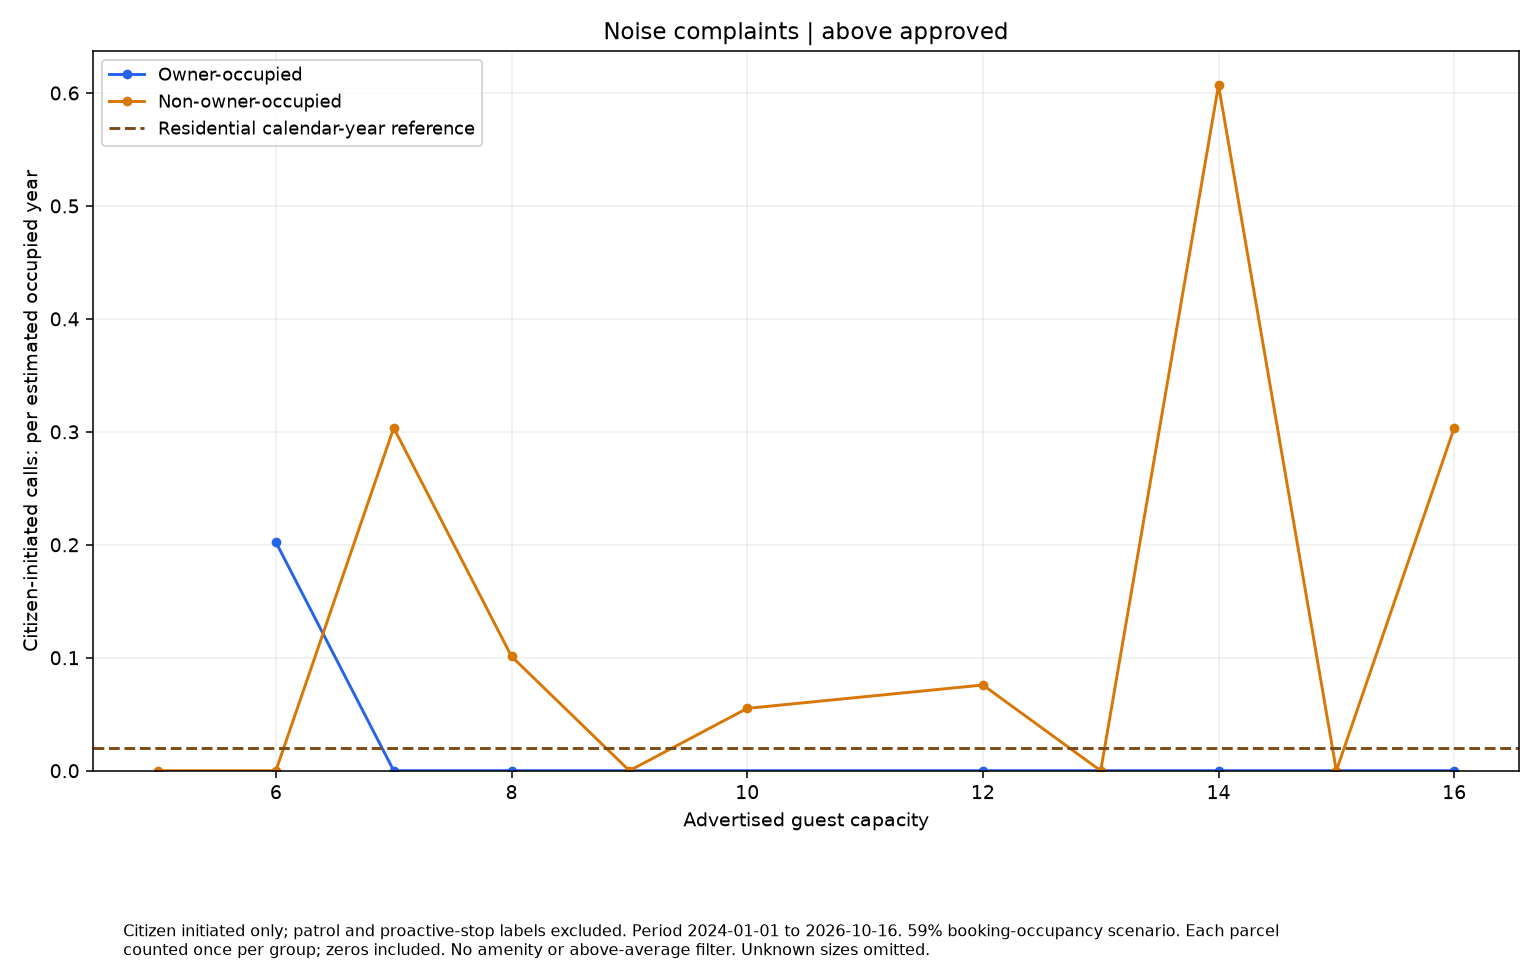 Noise complaints | above approved
Owner-occupied
Non-owner-occupied
Residential calendar-year reference
Citizen-initiated calls: per estimated occupied year
0.6
0.5
0.4
0.3
0.2
0.1
0.0
6
8
10
12
14
16
Advertised guest capacity
Citizen initiated only; patrol and proactive-stop labels excluded. Period 2024-01-01 to 2026-10-16. 59% booking-occupancy scenario. Each parcel
counted once per group; zeros included. No amenity or above-average filter. Unknown sizes omitted.